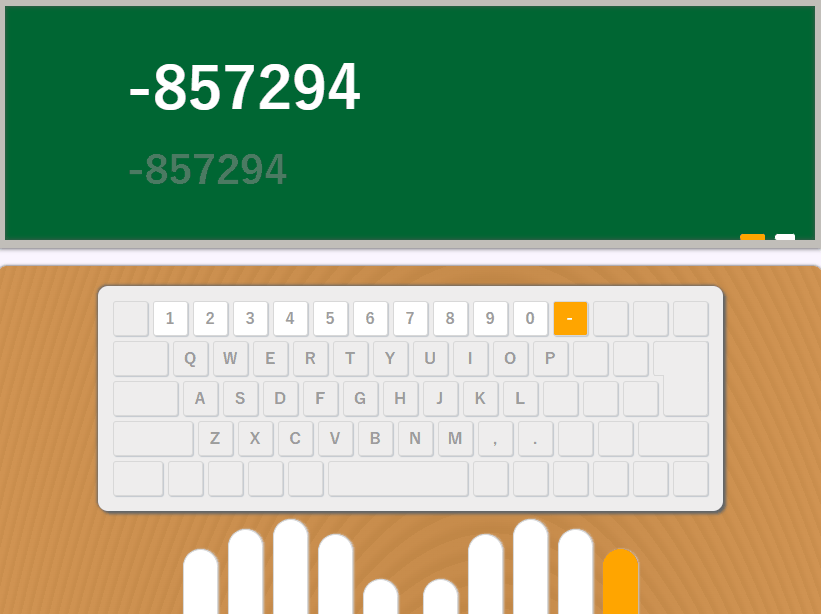 -857294
-857294
1 2 3 4 5 6 7 8 9 0 -
Q W E R T Y U I O P
A S D F G H J K L
Z X C V B N M , .